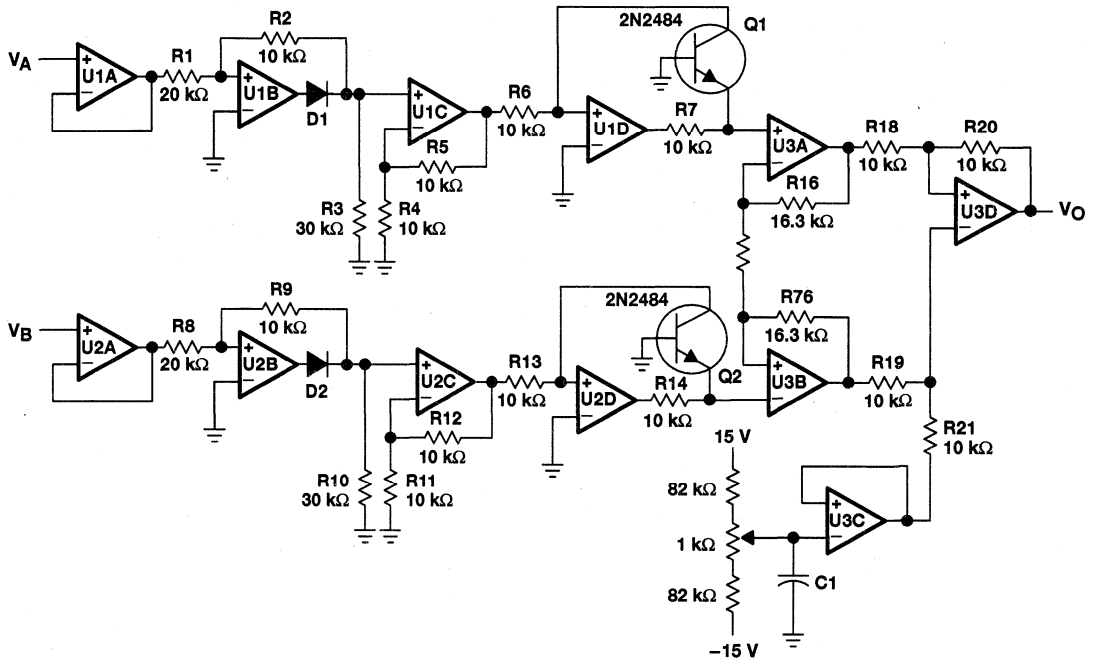 2N2484
Q1
VA
+
−
U1A
R1
20 kΩ
R2
10 kΩ
+
−
U1B
D1
+
−
U1C
R5
10 kΩ
R3
30 kΩ
R4
10 kΩ
R6
10 kΩ
+
−
U1D
R7
10 kΩ
+
−
U3A
R16
16.3 kΩ
R18
10 kΩ
R20
10 kΩ
+
−
U3D
VO
VB
+
−
U2A
R8
20 kΩ
R9
10 kΩ
+
−
U2B
D2
+
−
U2C
R12
10 kΩ
R10
30 kΩ
R11
10 kΩ
R13
10 kΩ
2N2484
Q2
+
−
U2D
R14
10 kΩ
R76
16.3 kΩ
+
−
U3B
R19
10 kΩ
R21
10 kΩ
15 V
82 kΩ
1 kΩ
82 kΩ
−15 V
+
−
U3C
C1